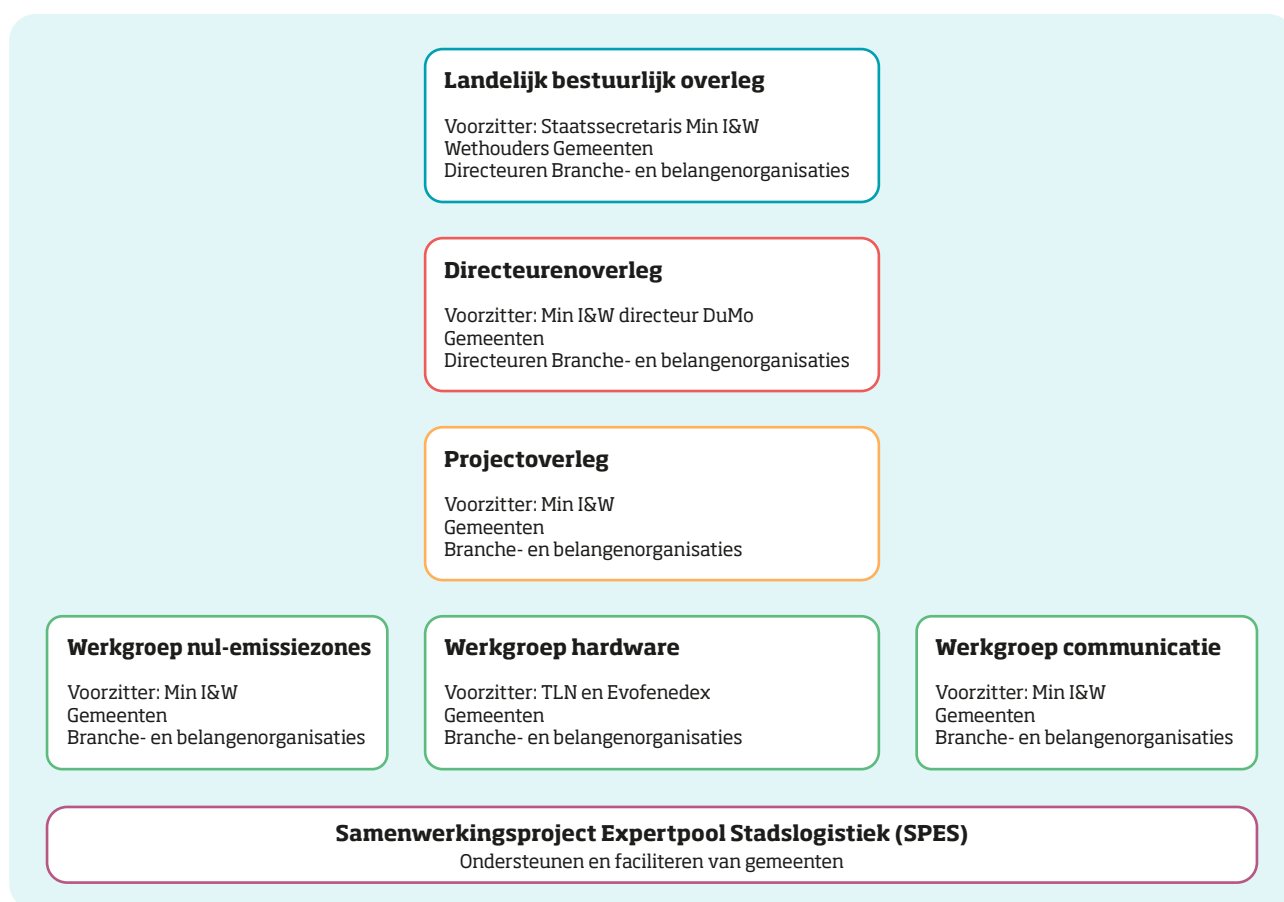 Landelijk bestuurlijk overleg
Voorzitter: Staatssecretaris Min I&W
Wethouders Gemeenten
Directeuren Branche- en belangenorganisaties
Directeurenoverleg
Voorzitter: Min I&W directeur DuMo
Gemeenten
Directeuren Branche- en belangenorganisaties
Projectoverleg
Voorzitter: Min I&W
Gemeenten
Branche- en belangenorganisaties
Werkgroep nul-emissiezones
Voorzitter: Min I&W
Gemeenten
Branche- en belangenorganisaties
Werkgroep hardware
Voorzitter: TLN en Evofenedex
Gemeenten
Branche- en belangenorganisaties
Werkgroep communicatie
Voorzitter: Min I&W
Gemeenten
Branche- en belangenorganisaties
Samenwerkingsproject Expertpool Stadslogistiek (SPES)
Ondersteunen en faciliteren van gemeenten